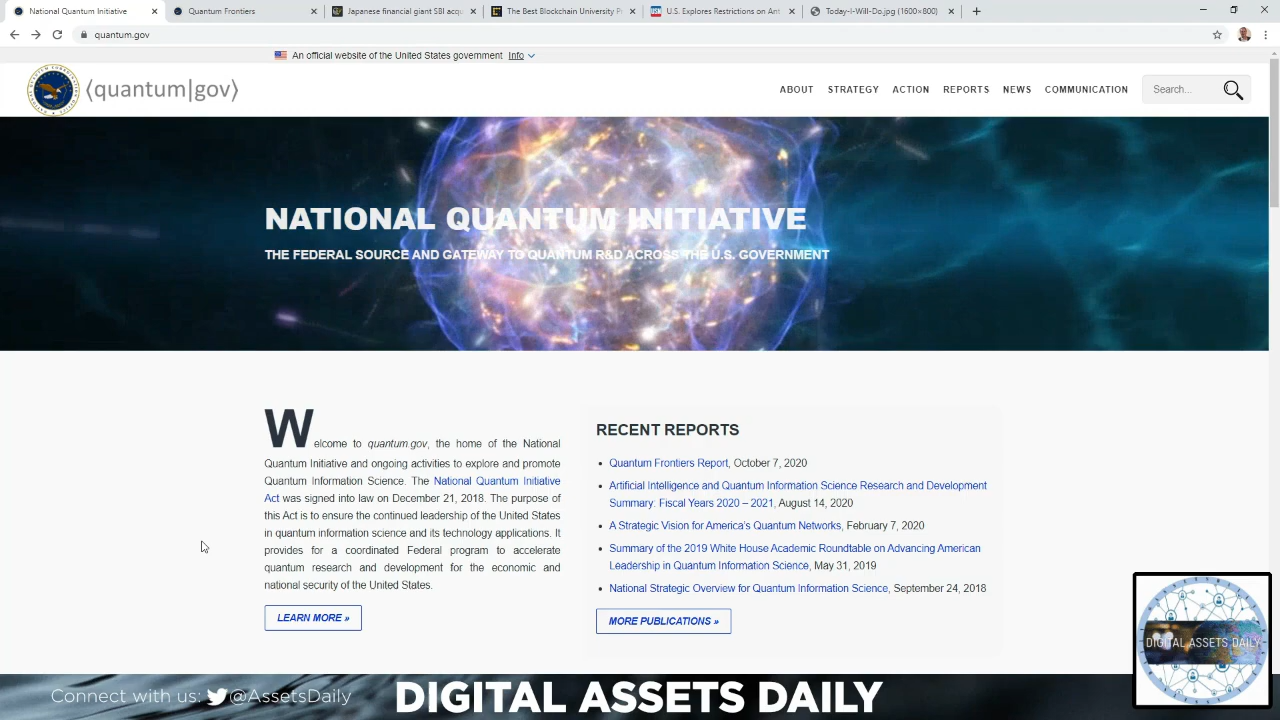 National Quantum Initiative
Quantum Frontiers
Japanese financial giant SBI acqu
The Best Blockchain University Pr
U.S. Explores Restrictions on Ant
Today-I-Will-Do.jpg (1600×800)
quantum.gov
An official website of the United States government Info
⟨quantum|gov⟩
ABOUT STRATEGY ACTION REPORTS NEWS COMMUNICATION Search...
NATIONAL QUANTUM INITIATIVE
THE FEDERAL SOURCE AND GATEWAY TO QUANTUM R&D ACROSS THE U.S. GOVERNMENT
Welcome to quantum.gov, the home of the National
Quantum Initiative and ongoing activities to explore and promote
Quantum Information Science. The National Quantum Initiative
Act was signed into law on December 21, 2018. The purpose of
this Act is to ensure the continued leadership of the United States
in quantum information science and its technology applications. It
provides for a coordinated Federal program to accelerate
quantum research and development for the economic and
national security of the United States.
LEARN MORE »
RECENT REPORTS
Quantum Frontiers Report, October 7, 2020
Artificial Intelligence and Quantum Information Science Research and Development
Summary: Fiscal Years 2020 – 2021, August 14, 2020
A Strategic Vision for America's Quantum Networks, February 7, 2020
Summary of the 2019 White House Academic Roundtable on Advancing American
Leadership in Quantum Information Science, May 31, 2019
National Strategic Overview for Quantum Information Science, September 24, 2018
MORE PUBLICATIONS »
DIGITAL ASSETS DAILY
Connect with us: @AssetsDaily
DIGITAL ASSETS DAILY